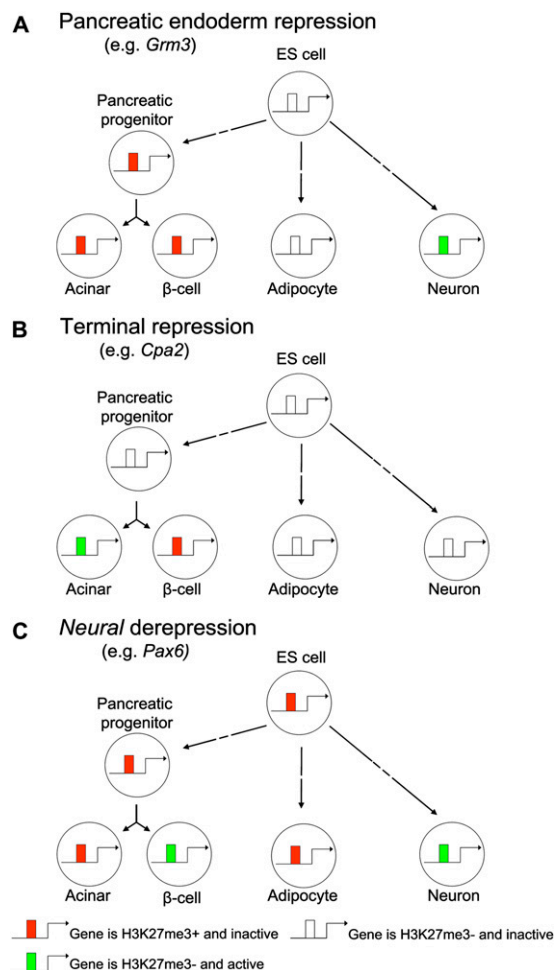 A Pancreatic endoderm repression
(e.g. Grm3)
ES cell
Pancreatic
progenitor
Acinar β-cell Adipocyte Neuron
B Terminal repression
(e.g. Cpa2)
ES cell
Pancreatic
progenitor
Acinar β-cell Adipocyte Neuron
C Neural derepression
(e.g. Pax6)
ES cell
Pancreatic
progenitor
Acinar β-cell Adipocyte Neuron
Gene is H3K27me3+ and inactive Gene is H3K27me3- and inactive
Gene is H3K27me3- and active